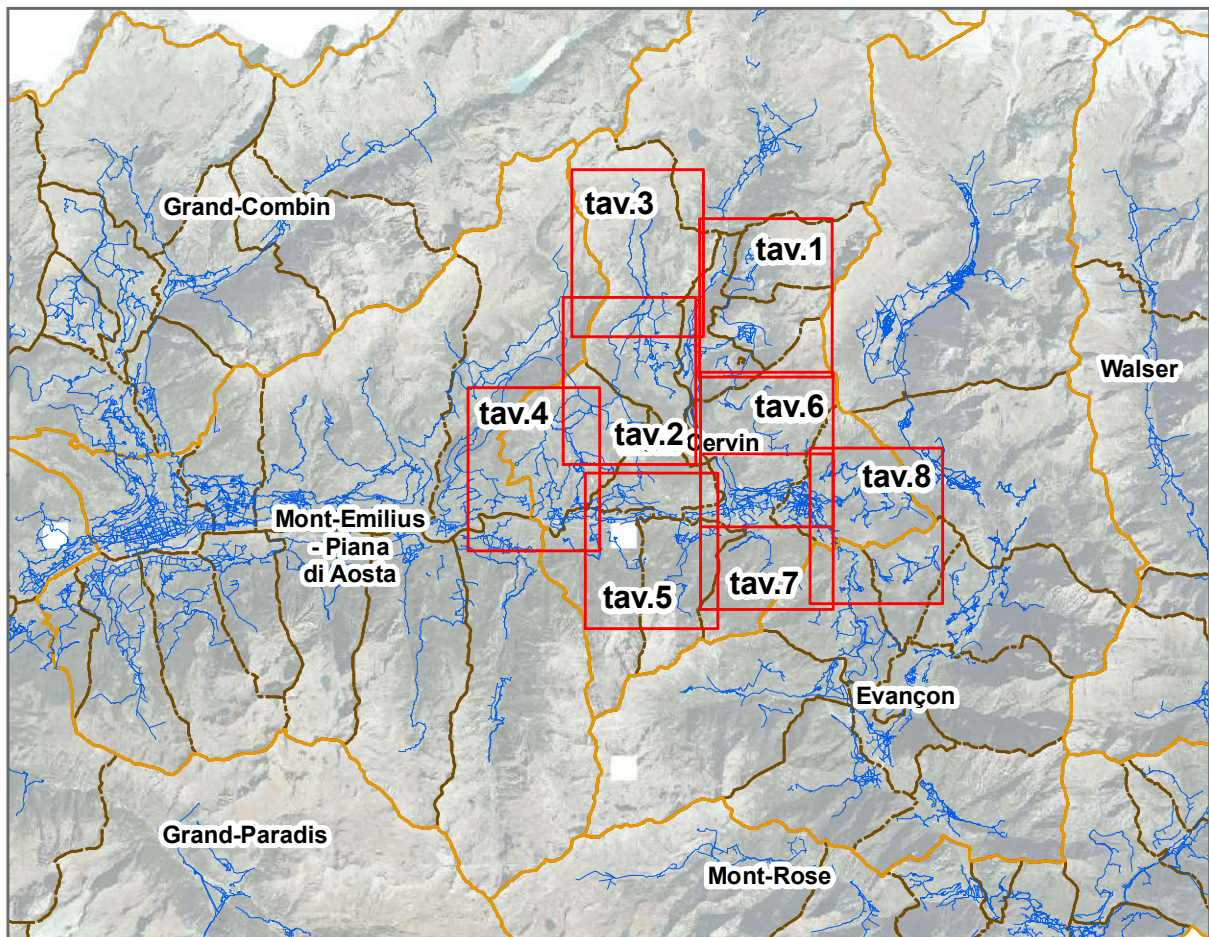 tav.3
Grand-Combin
tav.1
Walser
tav.4
tav.6
tav.2
Cervin
tav.8
Mont-Emilius
- Piana
di Aosta
tav.7
tav.5
Evançon
Grand-Paradis
Mont-Rose